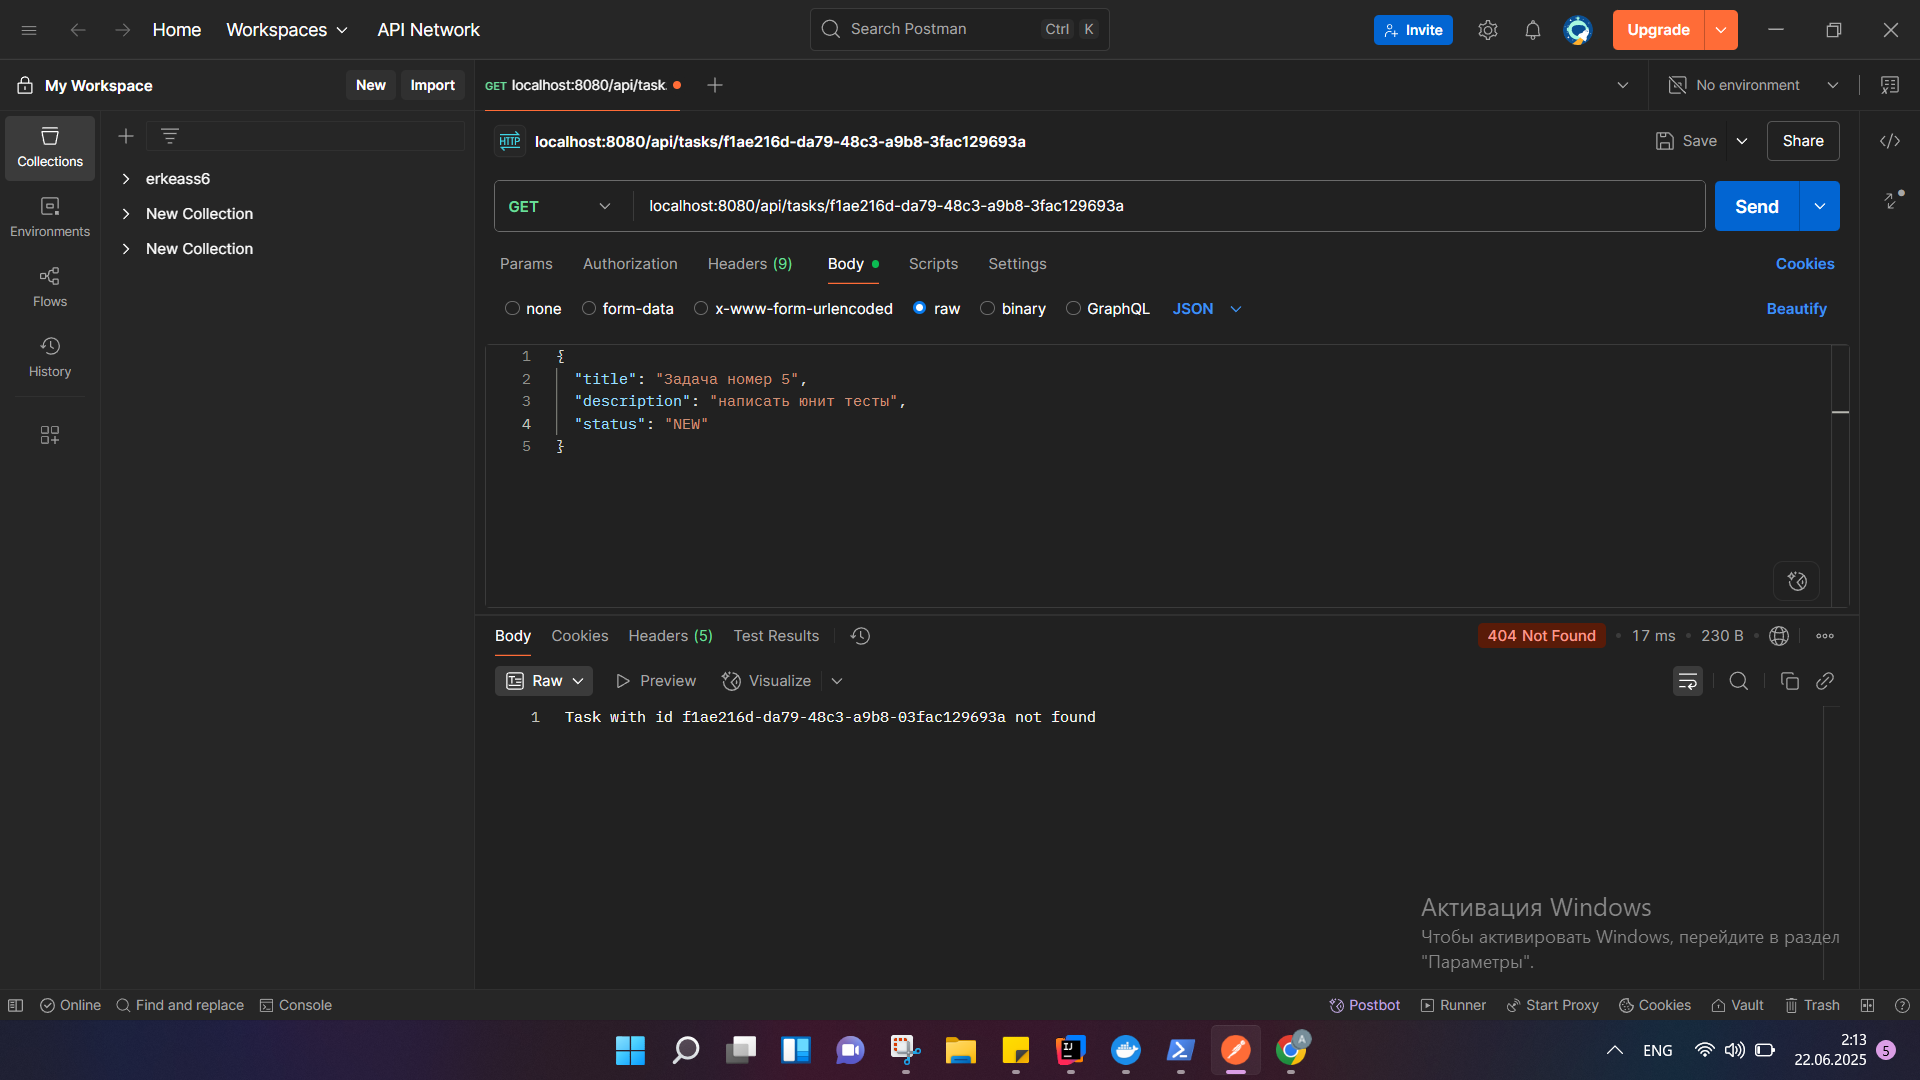 Home
Workspaces
API Network
Search Postman
Ctrl
K
Invite
Upgrade
My Workspace
New
Import
GET localhost:8080/api/task
No environment
Collections
Environments
Flows
History
erkeass6
New Collection
New Collection
HTTP
localhost:8080/api/tasks/f1ae216d-da79-48c3-a9b8-3fac129693a
Save
Share
GET
localhost:8080/api/tasks/f1ae216d-da79-48c3-a9b8-3fac129693a
Send
Params
Authorization
Headers (9)
Body
Scripts
Settings
Cookies
none
form-data
x-www-form-urlencoded
raw
binary
GraphQL
JSON
Beautify
1 {
2 "title": "Задача номер 5",
3 "description": "написать юнит тесты",
4 "status": "NEW"
5 }
Body
Cookies
Headers (5)
Test Results
404 Not Found
17 ms
230 B
Raw
Preview
Visualize
1 Task with id f1ae216d-da79-48c3-a9b8-03fac129693a not found
Активация Windows
Чтобы активировать Windows, перейдите в раздел
"Параметры".
Online
Find and replace
Console
Postbot
Runner
Start Proxy
Cookies
Vault
Trash
IJ
A
ENG
2:13
22.06.2025
5